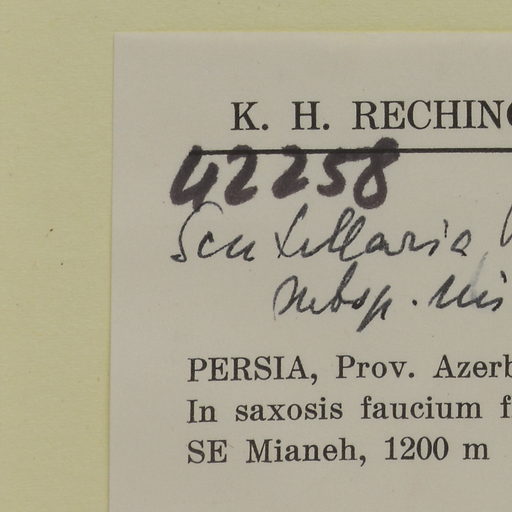 K. H. RECHING
42258
Scutellaria
subsp.
PERSIA, Prov. Azerb
In saxosis faucium f
SE Mianeh, 1200 m